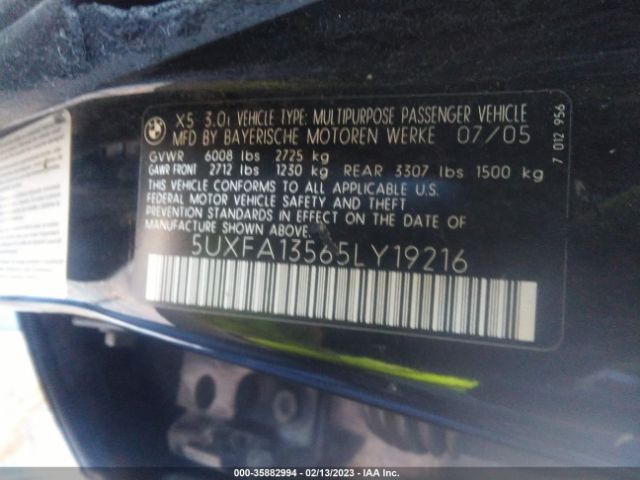 BMW
X5 3.0i VEHICLE TYPE: MULTIPURPOSE PASSENGER VEHICLE
MFD BY BAYERISCHE MOTOREN WERKE 07/05
GVWR 6008 lbs 2725 kg
GAWR FRONT 2712 lbs 1230 kg REAR 3307 lbs 1500 kg
THIS VEHICLE CONFORMS TO ALL APPLICABLE U.S.
FEDERAL MOTOR VEHICLE SAFETY AND THEFT
PREVENTION STANDARDS IN EFFECT ON THE DATE OF
MANUFACTURE SHOWN ABOVE.
5UXFA13565LY19216
7 012 956
000-35882994 - 02/13/2023 - IAA Inc.